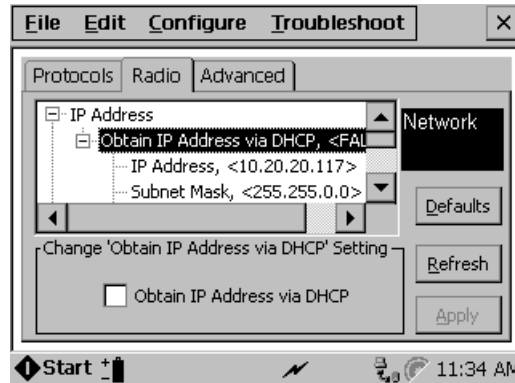 File Edit Configure Troubleshoot
Protocols Radio Advanced
IP Address
Obtain IP Address via DHCP, <FAL
IP Address, <10.20.20.117>
Subnet Mask, <255.255.0.0>
Network
Defaults
Change 'Obtain IP Address via DHCP' Setting
Obtain IP Address via DHCP
Refresh
Apply
Start 11:34 AM